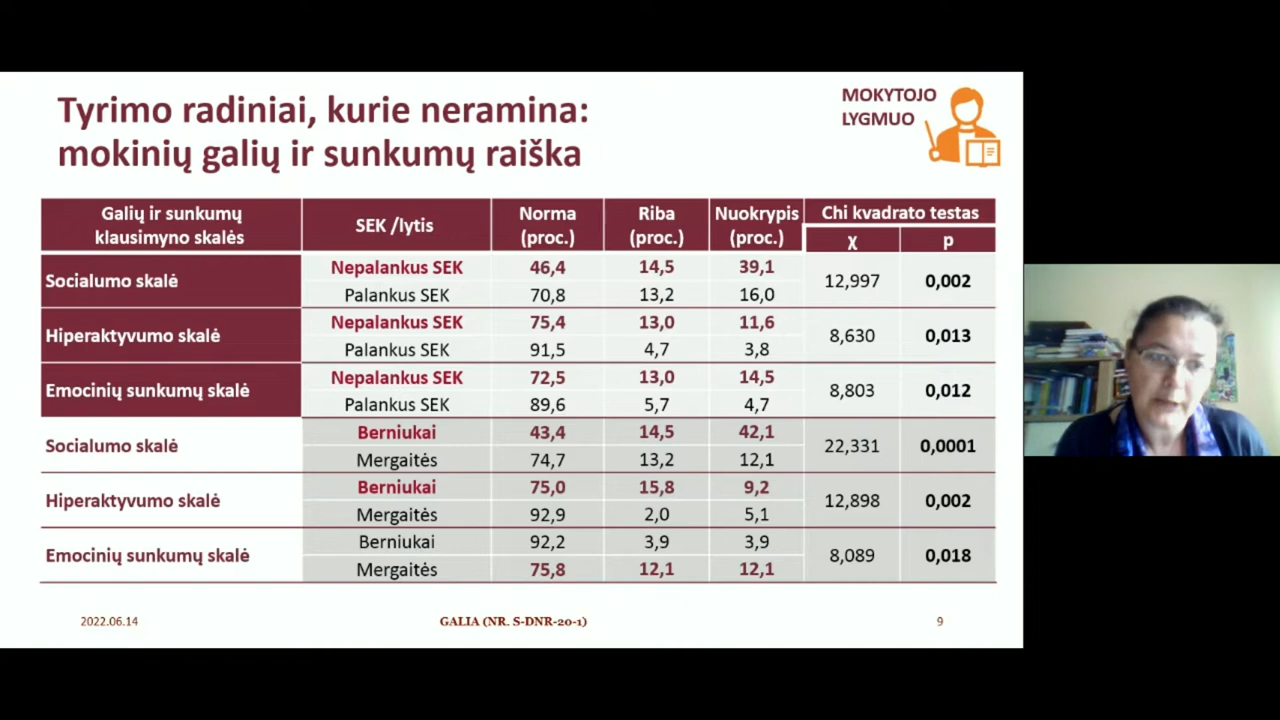 Tyrimo radiniai, kurie neramina:
mokinių galių ir sunkumų raiška
MOKYTOJO
LYGMUO
Galių ir sunkumų
klausimyno skalės
SEK /lytis
Norma
(proc.)
Riba
(proc.)
Nuokrypis
(proc.)
Chi kvadrato testas
χ
p
Socialumo skalė
Nepalankus SEK 46,4 14,5 39,1
12,997 0,002
Palankus SEK 70,8 13,2 16,0
Hiperaktyvumo skalė
Nepalankus SEK 75,4 13,0 11,6
8,630 0,013
Palankus SEK 91,5 4,7 3,8
Emocinių sunkumų skalė
Nepalankus SEK 72,5 13,0 14,5
8,803 0,012
Palankus SEK 89,6 5,7 4,7
Socialumo skalė
Berniukai 43,4 14,5 42,1
22,331 0,0001
Mergaitės 74,7 13,2 12,1
Hiperaktyvumo skalė
Berniukai 75,0 15,8 9,2
12,898 0,002
Mergaitės 92,9 2,0 5,1
Emocinių sunkumų skalė
Berniukai 92,2 3,9 3,9
8,089 0,018
Mergaitės 75,8 12,1 12,1
2022.06.14
GALIA (NR. S-DNR-20-1)
9